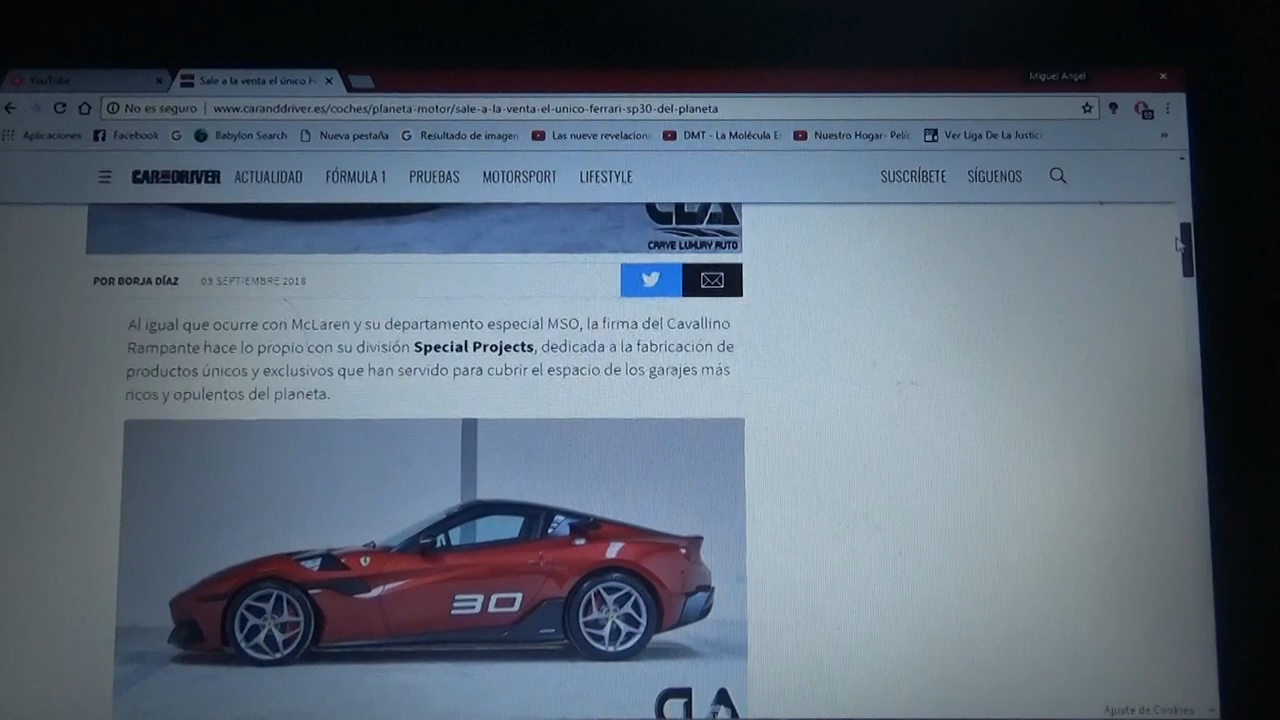 YouTube
Sale a la venta el único F
Miguel Angel
No es seguro | www.caranddriver.es/coches/planeta-motor/sale-a-la-venta-el-unico-ferrari-sp30-del-planeta
Aplicaciones Facebook Babylon Search Nueva pestaña Resultado de imagen Las nueve revelacion DMT - La Molécula E Nuestro Hogar- Pelíc Ver Liga De La Justic
CAR AND DRIVER ACTUALIDAD FÓRMULA 1 PRUEBAS MOTORSPORT LIFESTYLE SUSCRÍBETE SÍGUENOS
CLA
CRAVE LUXURY AUTO
POR BORJA DÍAZ 03 SEPTIEMBRE 2018
Al igual que ocurre con McLaren y su departamento especial MSO, la firma del Cavallino
Rampante hace lo propio con su división Special Projects, dedicada a la fabricación de
productos únicos y exclusivos que han servido para cubrir el espacio de los garajes más
ricos y opulentos del planeta.
30
Ajuste de Cookies